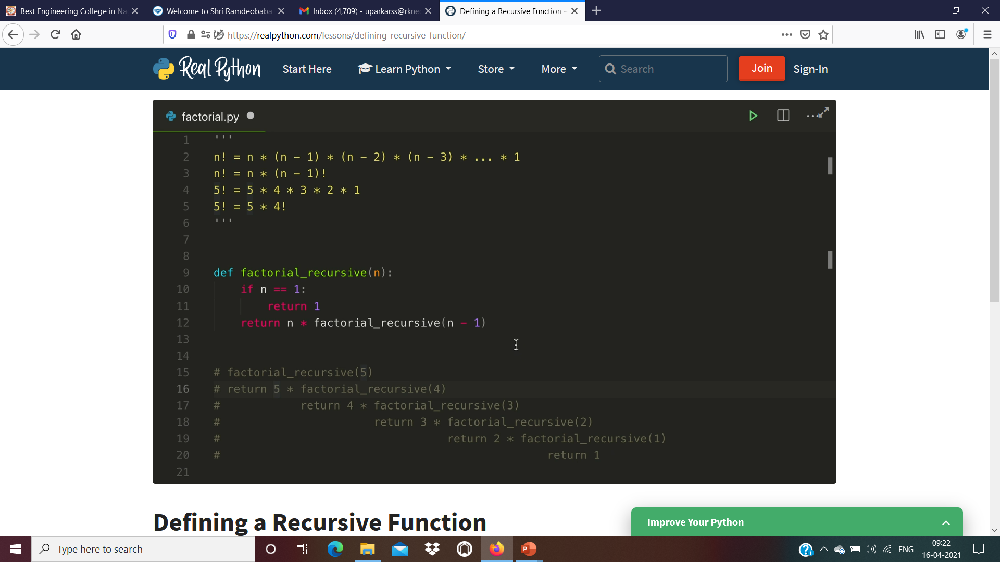 Best Engineering College in Na
Welcome to Shri Ramdeobaba
Inbox (4,709) - uparkarss@rkne
Defining a Recursive Function -
https://realpython.com/lessons/defining-recursive-function/
Real Python
Start Here
Learn Python
Store
More
Search
Join
Sign-In
factorial.py
1 '''
2 n! = n * (n - 1) * (n - 2) * (n - 3) * ... * 1
3 n! = n * (n - 1)!
4 5! = 5 * 4 * 3 * 2 * 1
5 5! = 5 * 4!
6 '''
7
8
9 def factorial_recursive(n):
10 if n == 1:
11 return 1
12 return n * factorial_recursive(n - 1)
13
14
15 # factorial_recursive(5)
16 # return 5 * factorial_recursive(4)
17 # return 4 * factorial_recursive(3)
18 # return 3 * factorial_recursive(2)
19 # return 2 * factorial_recursive(1)
20 # return 1
21
Defining a Recursive Function
Improve Your Python
Type here to search
ENG
09:22
16-04-2021